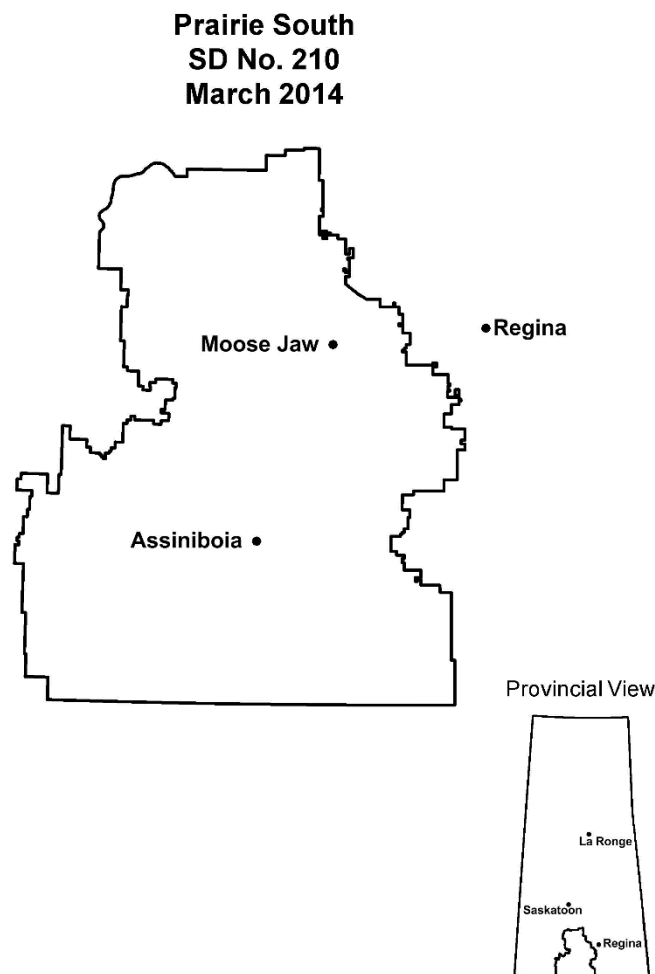 Prairie South
SD No. 210
March 2014
Regina
Moose Jaw
Assiniboia
Provincial View
La Ronge
Saskatoon
Regina